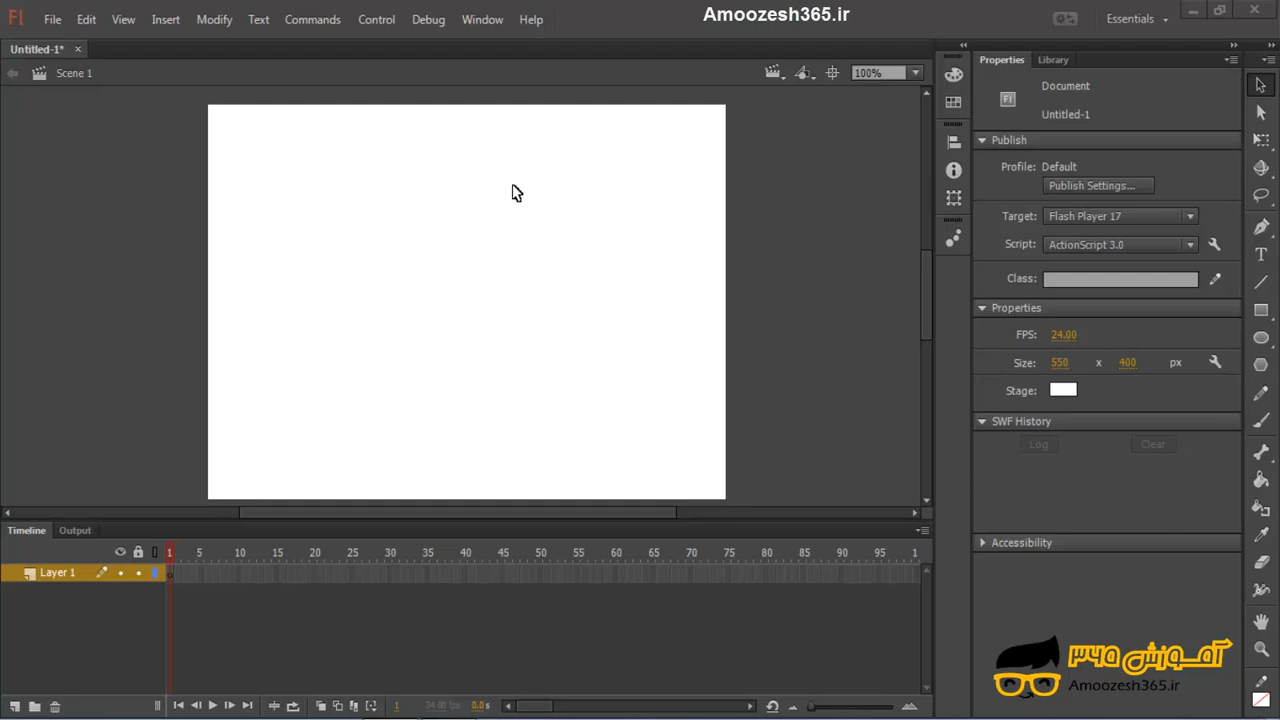 Fl File Edit View Insert Modify Text Commands Control Debug Window Help Amoozesh365.ir Essentials
Untitled-1*
Scene 1 100%
Properties Library
Fl Document
Untitled-1
Publish
Profile: Default
Publish Settings...
Target: Flash Player 17
Script: ActionScript 3.0
Class:
Properties
FPS: 24.00
Size: 550 x 400 px
Stage:
SWF History
Log Clear
Accessibility
Timeline Output
1 5 10 15 20 25 30 35 40 45 50 55 60 65 70 75 80 85 90 95 1
Layer 1
1 24.00 fps 0.0s
آموزش ۳۶۵
Amoozesh365.ir